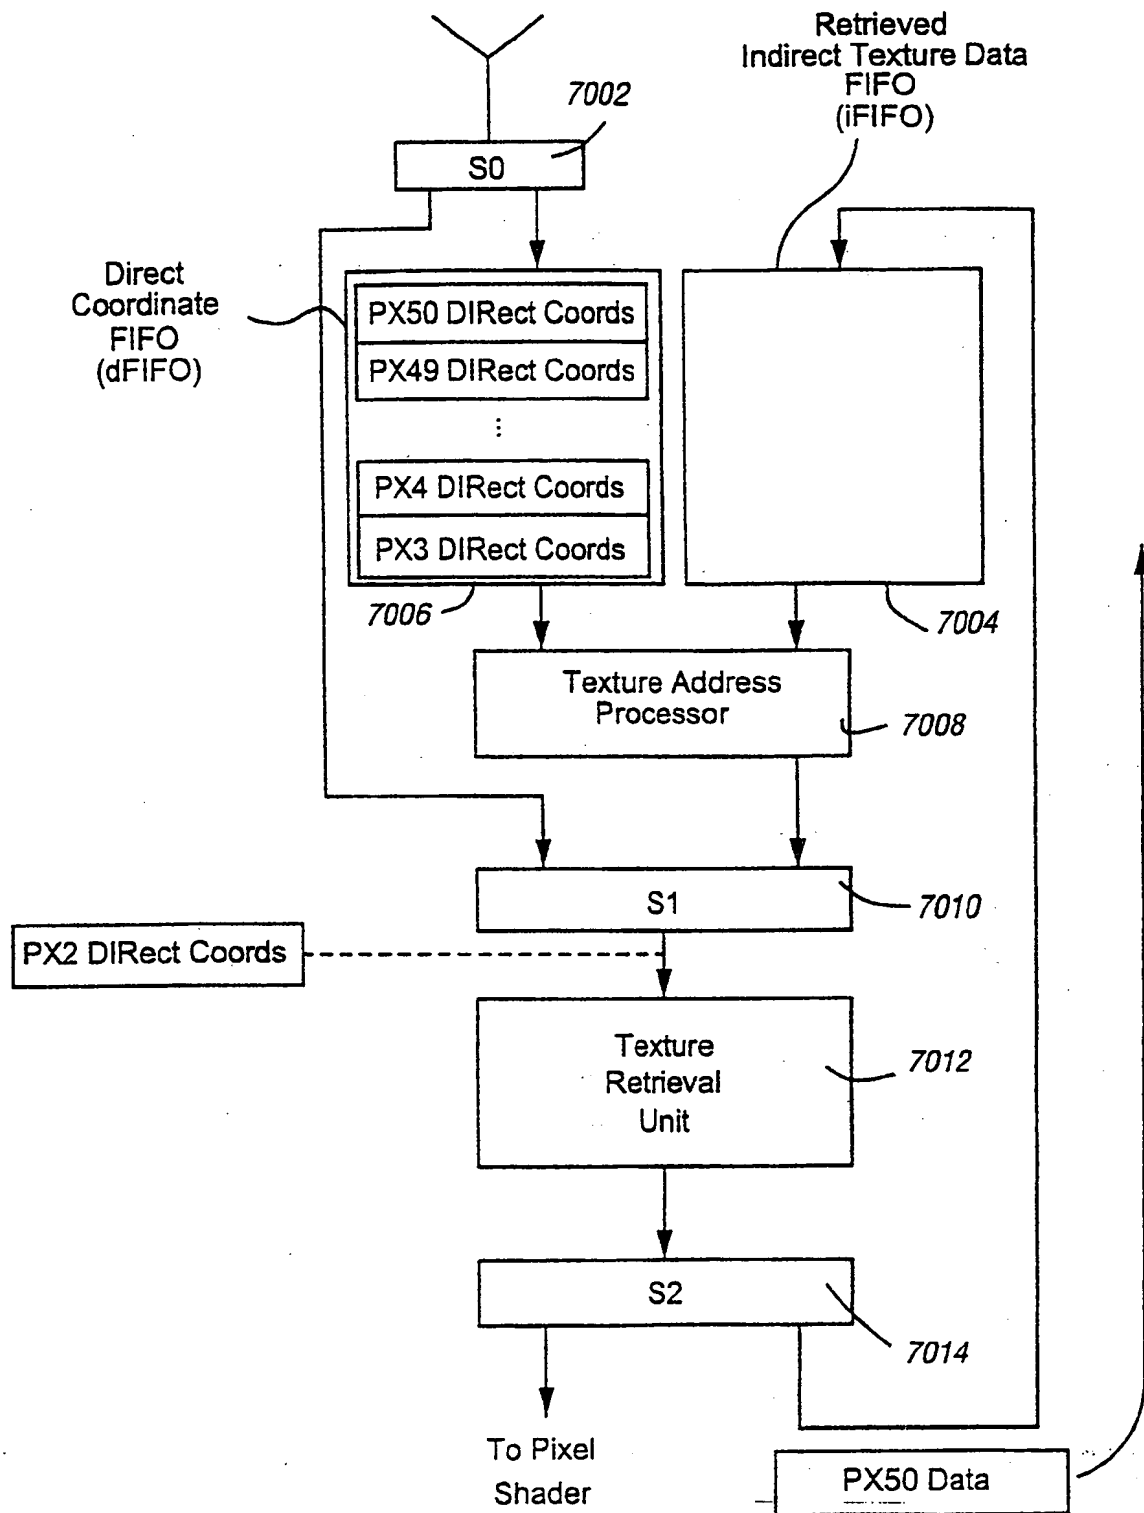 Retrieved
Indirect Texture Data
FIFO
(iFIFO)
7002
S0
Direct
Coordinate
FIFO
(dFIFO)
PX50 DIRect Coords
PX49 DIRect Coords
⋮
PX4 DIRect Coords
PX3 DIRect Coords
7006
7004
Texture Address
Processor
7008
S1
7010
PX2 DIRect Coords
Texture
Retrieval
Unit
7012
S2
7014
To Pixel
Shader
PX50 Data